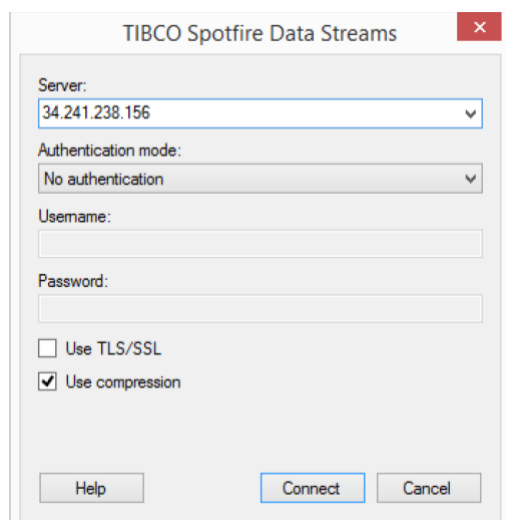 TIBCO Spotfire Data Streams
Server:
34.241.238.156
Authentication mode:
No authentication
Username:
Password:
Use TLS/SSL
Use compression
Help Connect Cancel